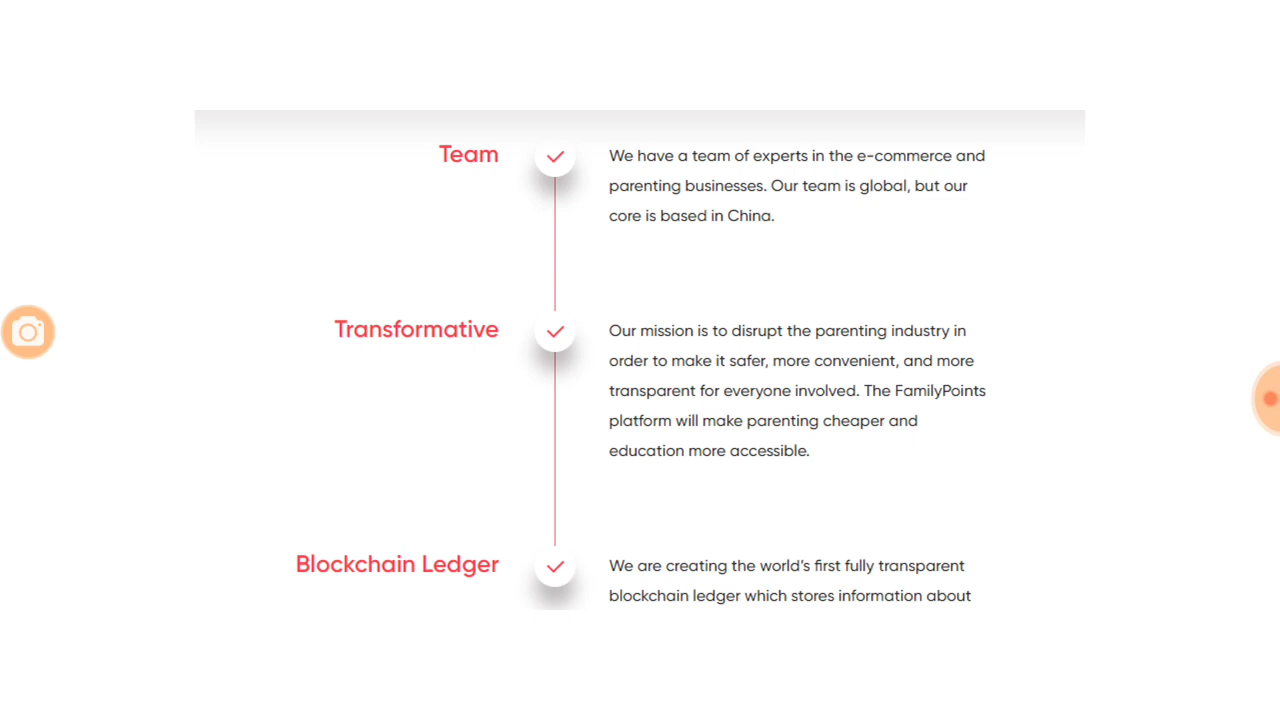 Team
We have a team of experts in the e-commerce and
parenting businesses. Our team is global, but our
core is based in China.
Transformative
Our mission is to disrupt the parenting industry in
order to make it safer, more convenient, and more
transparent for everyone involved. The FamilyPoints
platform will make parenting cheaper and
education more accessible.
Blockchain Ledger
We are creating the world’s first fully transparent
blockchain ledger which stores information about